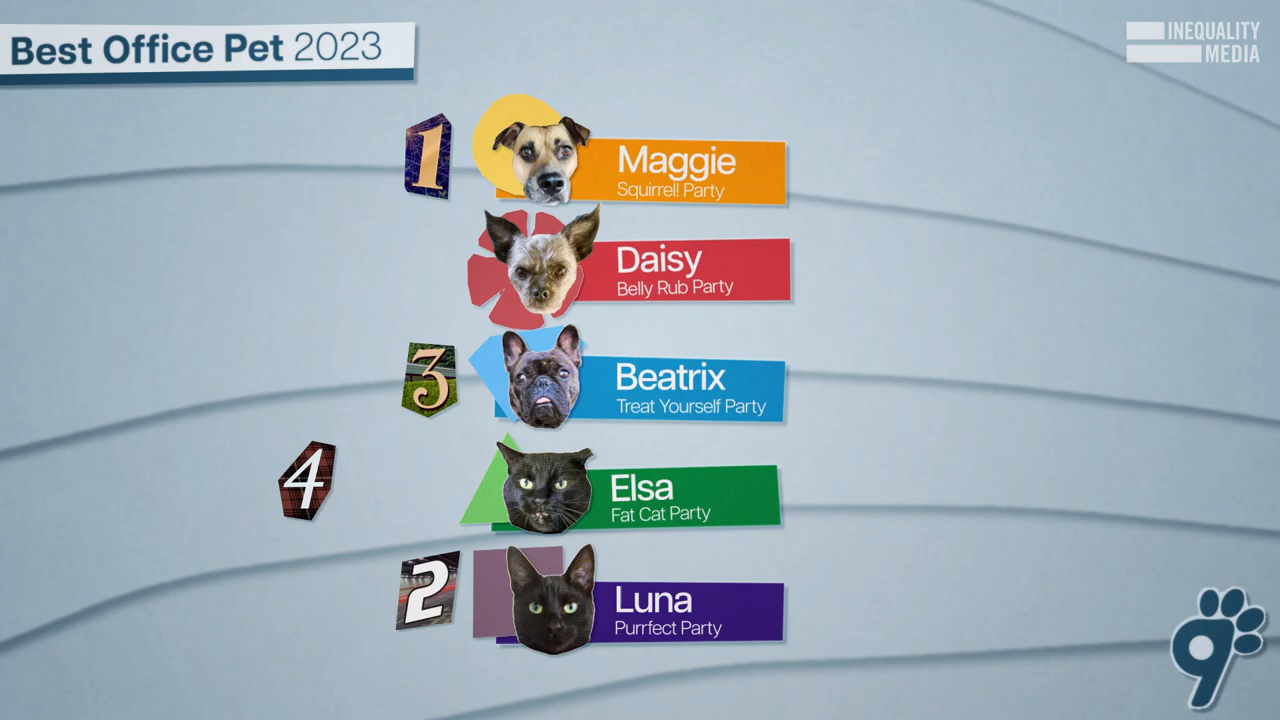 Best Office Pet 2023
INEQUALITY
MEDIA
1
Maggie
Squirrel! Party
Daisy
Belly Rub Party
3
Beatrix
Treat Yourself Party
4
Elsa
Fat Cat Party
2
Luna
Purrfect Party
9